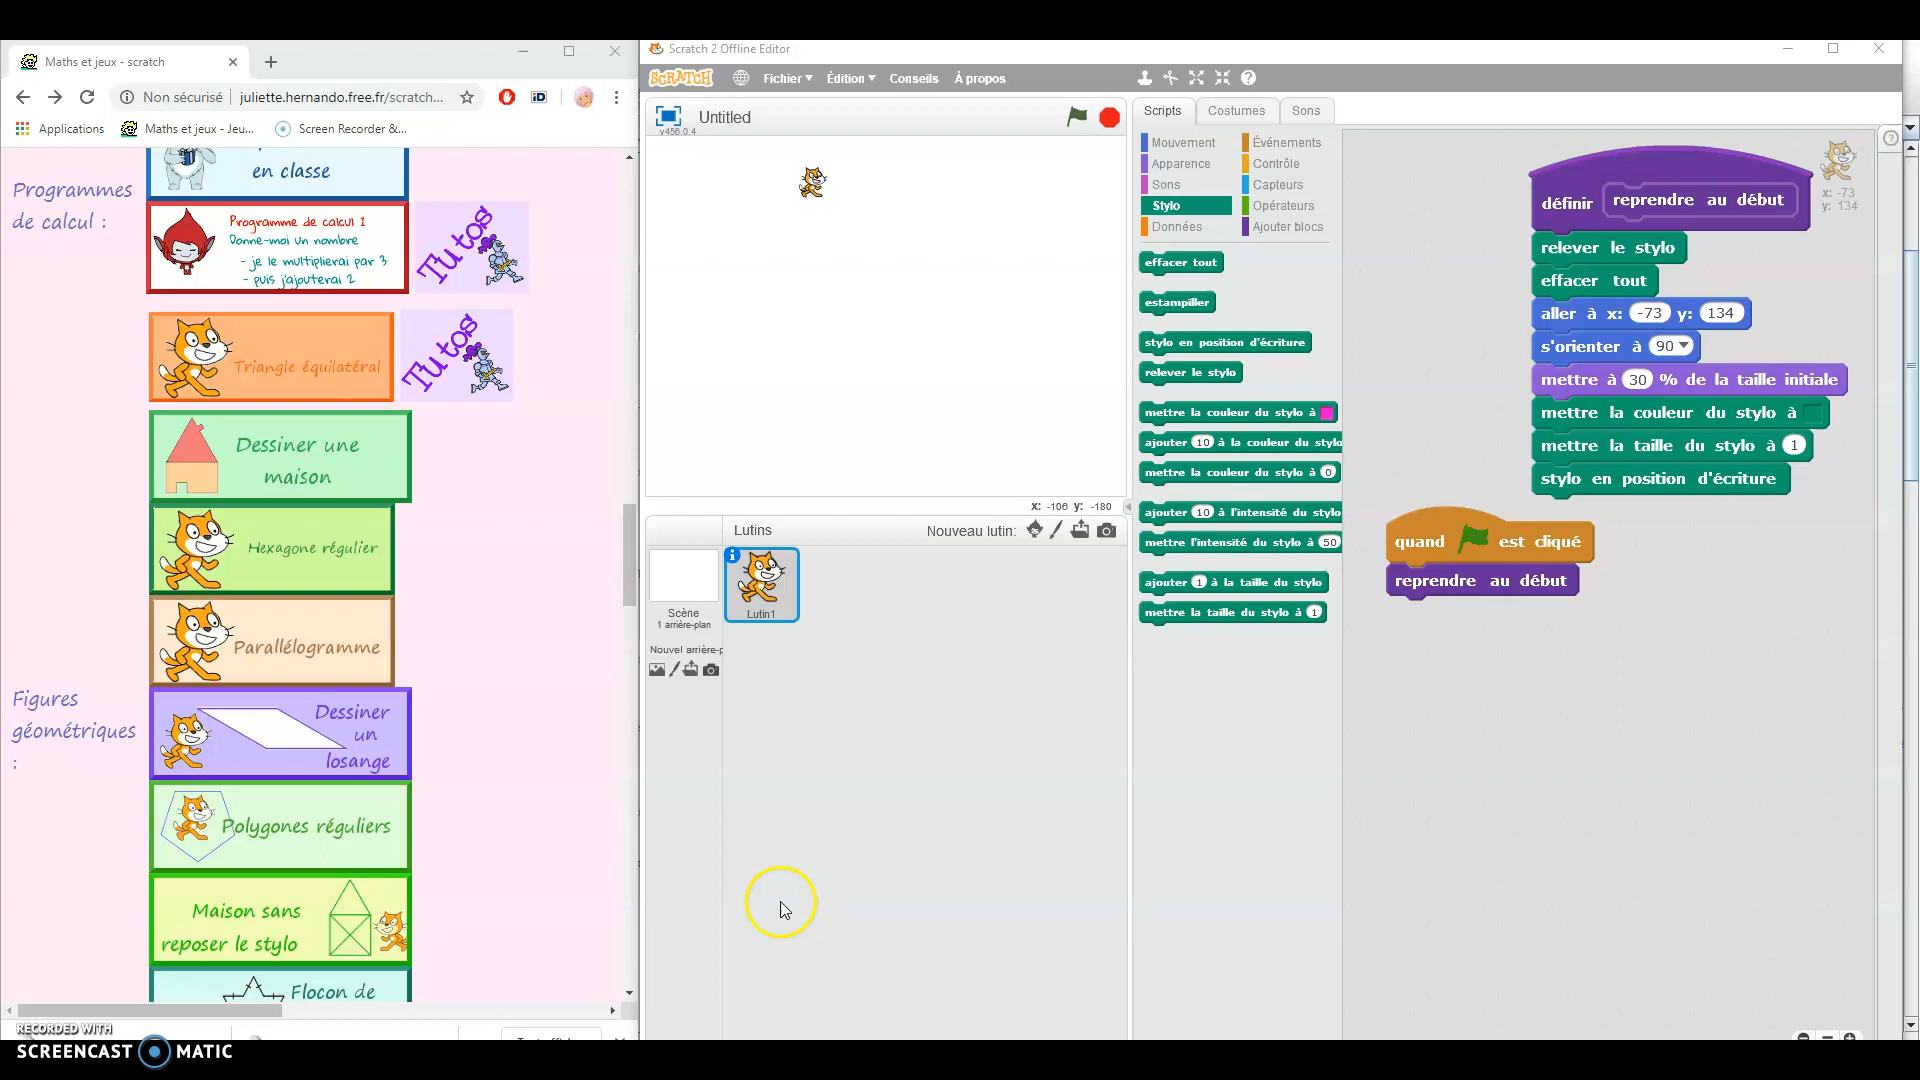 Maths et jeux - scratch
Non sécurisé
juliette.hernando.free.fr/scratch...
iD
Applications
Maths et jeux - Jeu...
Screen Recorder &...
Programmes
de calcul :
en classe
Programme de calcul 1
Donne-moi un nombre
- je le multiplierai par 3
- puis j'ajouterai 2
Tutos
Triangle équilatéral
Tutos
Dessiner une
maison
Hexagone régulier
Parallélogramme
Figures
géométriques
:
Dessiner
un
losange
Polygones réguliers
Maison sans
reposer le stylo
Flocon de
RECORDED WITH
SCREENCAST MATIC
Scratch 2 Offline Editor
SCRATCH
Fichier
Édition
Conseils
À propos
Untitled
v456.0.4
x: -106 y: -180
Lutins
Nouveau lutin:
Scène
1 arrière-plan
Nouvel arrière-p
Lutin1
Scripts
Costumes
Sons
Mouvement
Événements
Apparence
Contrôle
Sons
Capteurs
Stylo
Opérateurs
Données
Ajouter blocs
effacer tout
estampiller
stylo en position d'écriture
relever le stylo
mettre la couleur du stylo à
ajouter 10 à la couleur du stylo
mettre la couleur du stylo à 0
ajouter 10 à l'intensité du stylo
mettre l'intensité du stylo à 50
ajouter 1 à la taille du stylo
mettre la taille du stylo à 1
définir reprendre au début
relever le stylo
effacer tout
aller à x: -73 y: 134
s'orienter à 90
mettre à 30 % de la taille initiale
mettre la couleur du stylo à
mettre la taille du stylo à 1
stylo en position d'écriture
quand est cliqué
reprendre au début
x: -73
y: 134